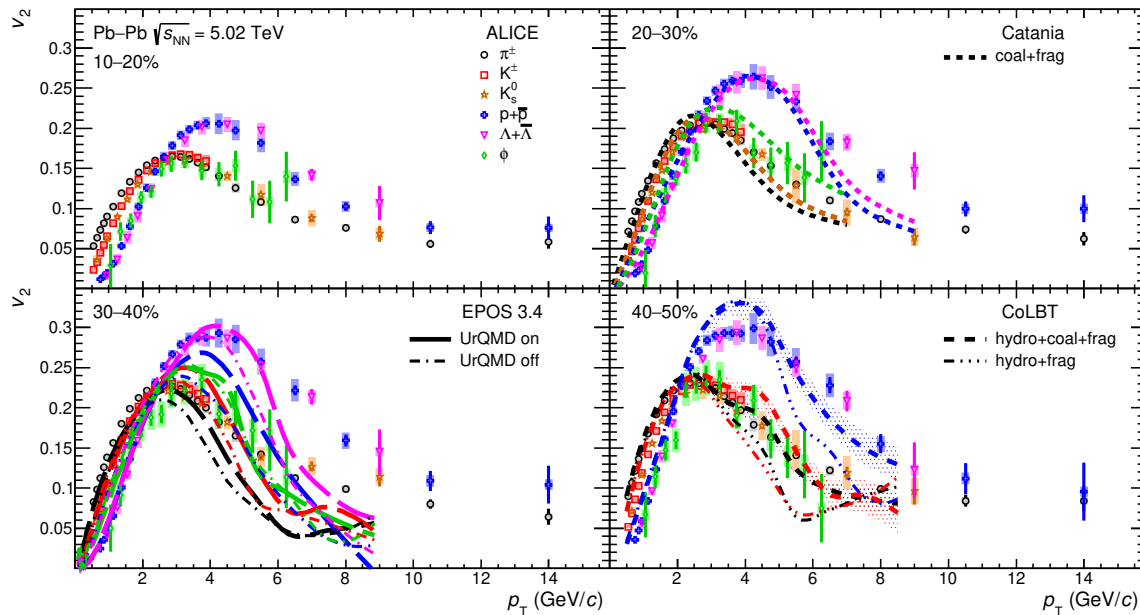 v₂
Pb–Pb √sNN = 5.02 TeV
10–20%
ALICE
π±
K±
K⁰s
p+p̅
Λ+Λ̅
ϕ
0.3
0.25
0.2
0.15
0.1
0.05
20–30%
Catania
coal+frag
v₂
30–40%
EPOS 3.4
UrQMD on
UrQMD off
0.3
0.25
0.2
0.15
0.1
0.05
40–50%
CoLBT
hydro+coal+frag
hydro+frag
2 4 6 8 10 12 14
pT (GeV/c)
2 4 6 8 10 12 14
pT (GeV/c)